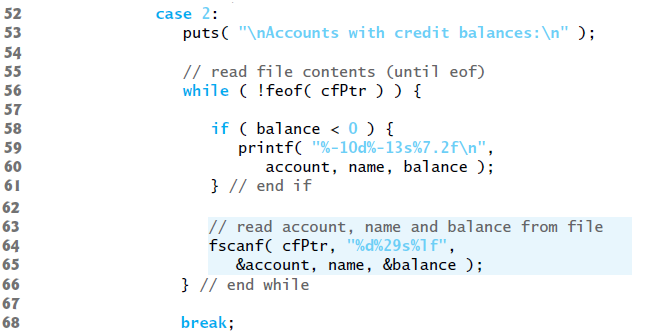 52 case 2:
53 puts( "\nAccounts with credit balances:\n" );
54
55 // read file contents (until eof)
56 while ( !feof( cfPtr ) ) {
57
58 if ( balance < 0 ) {
59 printf( "%-10d%-13s%7.2f\n",
60 account, name, balance );
61 } // end if
62
63 // read account, name and balance from file
64 fscanf( cfPtr, "%d%29s%lf",
65 &account, name, &balance );
66 } // end while
67
68 break;